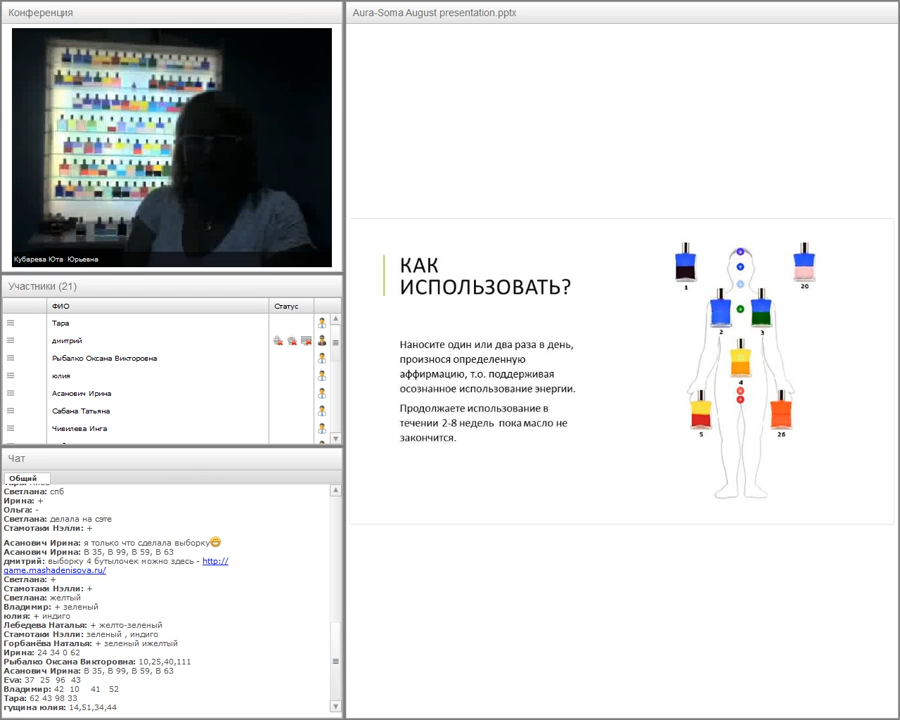 Конференция
Кубарева Юта Юрьевна
Участники (21)
ФИО Статус
Тара
дмитрий
Рыбалко Оксана Викторовна
юлия
Асанович Ирина
Сабана Татьяна
Чивилева Инга
Чат
Общий
Светлана: спб
Ирина: +
Ольга: -
Светлана: делала на сэте
Стамотаки Нэлли: +
Асанович Ирина: я только что сделала выборку
Асанович Ирина: В 35, В 99, В 59, В 63
дмитрий: выборку 4 бутылочек можно здесь - http://
game.mashadenisova.ru/
Светлана: +
Стамотаки Нэлли: +
Светлана: желтый
Владимир: + зеленый
юлия: + индиго
Лебедева Наталья: + желто-зеленый
Стамотаки Нэлли: зеленый , индиго
Горбанёва Наталья: + зеленый ижелтый
Ирина: 24 34 0 62
Рыбалко Оксана Викторовна: 10,25,40,111
Асанович Ирина: В 35, В 99, В 59, В 63
Eva: 37 25 96 43
Владимир: 42 10 41 52
Тара: 62 43 98 33
гущина юлия: 14,51,34,44
Aura-Soma August presentation.pptx
КАК
ИСПОЛЬЗОВАТЬ?
Наносите один или два раза в день,
произнося определенную
аффирмацию, т.о. поддерживая
осознанное использование энергии.
Продолжаете использование в
течении 2-8 недель пока масло не
закончится.
1
20
2
3
4
5
26